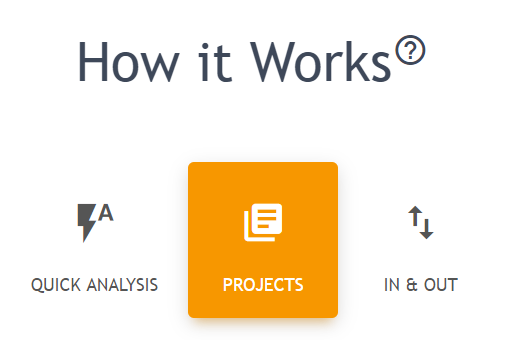 How it Works?
A
QUICK ANALYSIS
PROJECTS
IN & OUT